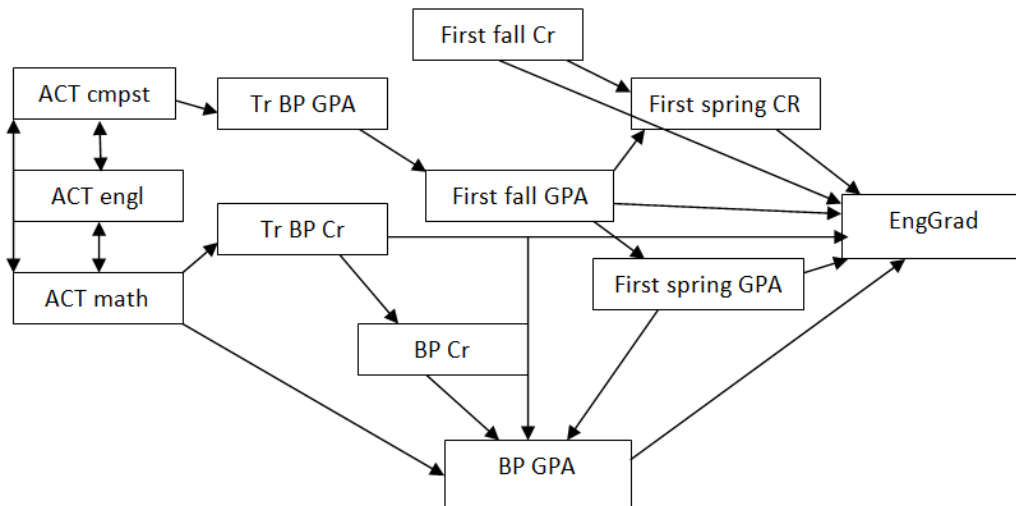 First fall Cr
ACT cmpst
Tr BP GPA
First spring CR
ACT engl
First fall GPA
Tr BP Cr
EngGrad
ACT math
First spring GPA
BP Cr
BP GPA